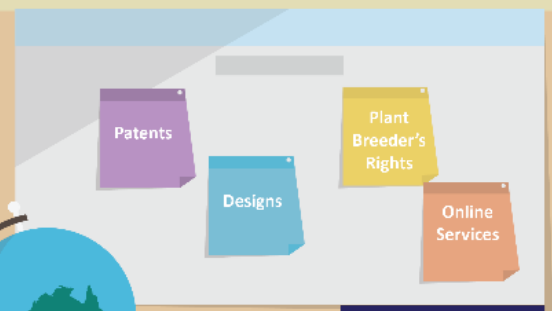 Patents
Designs
Plant
Breeder's
Rights
Online
Services